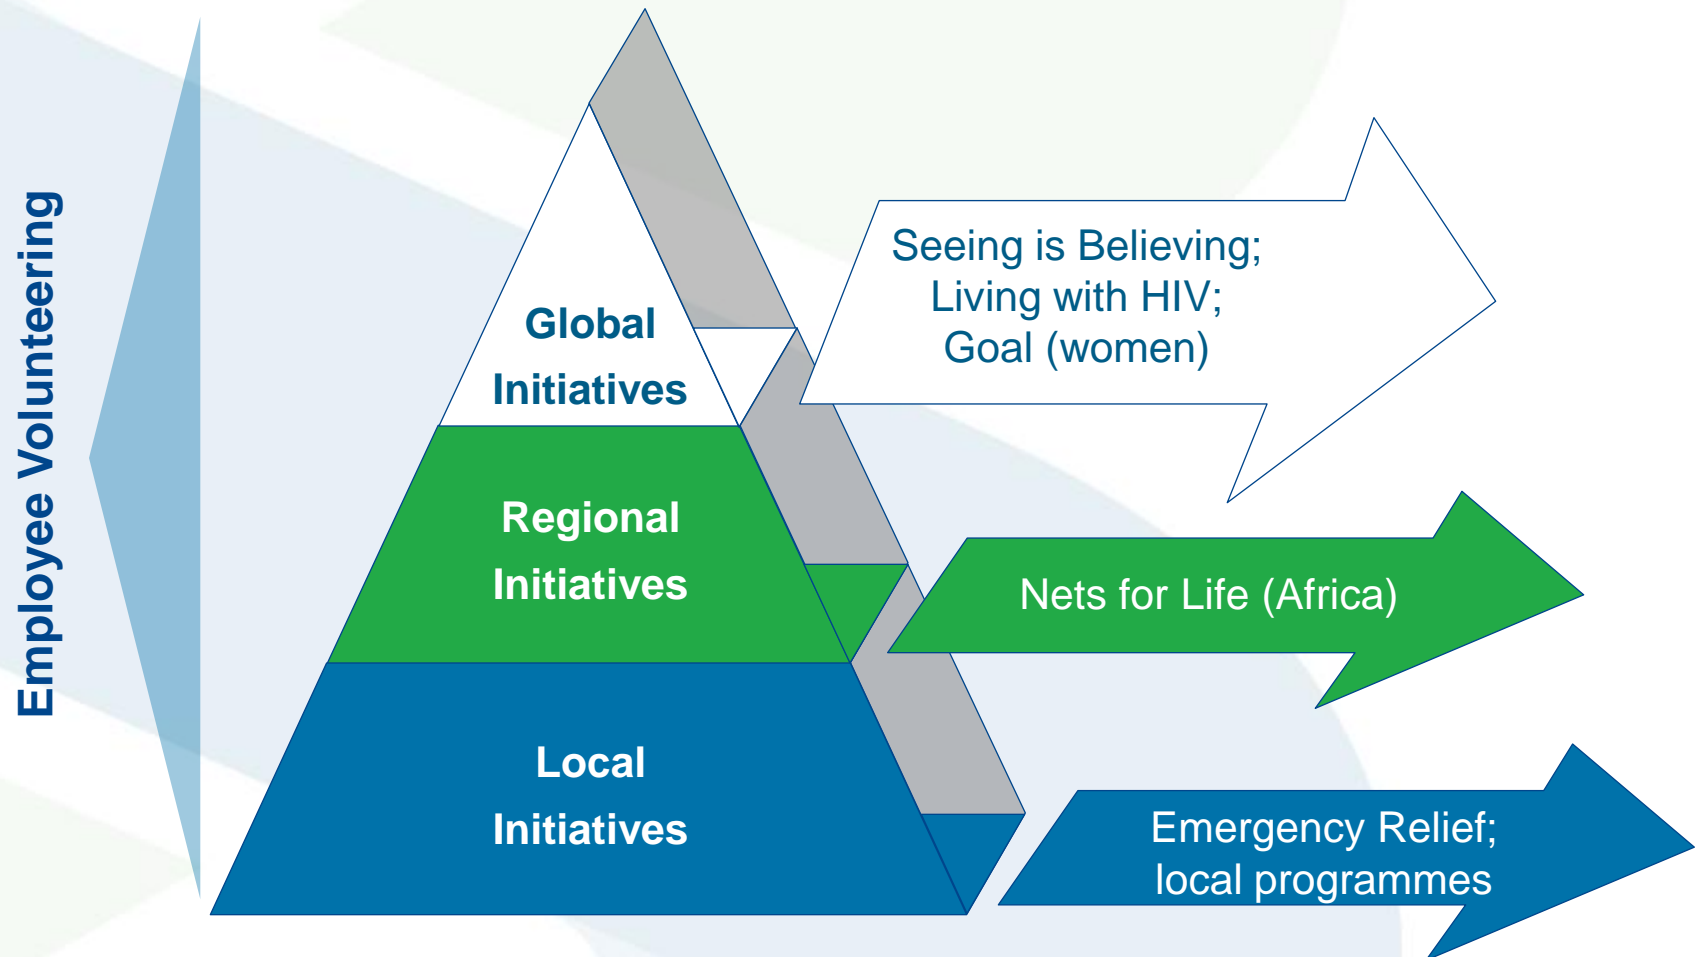 Employee Volunteering
Global
Initiatives
Seeing is Believing;
Living with HIV;
Goal (women)
Regional
Initiatives
Nets for Life (Africa)
Local
Initiatives
Emergency Relief;
local programmes